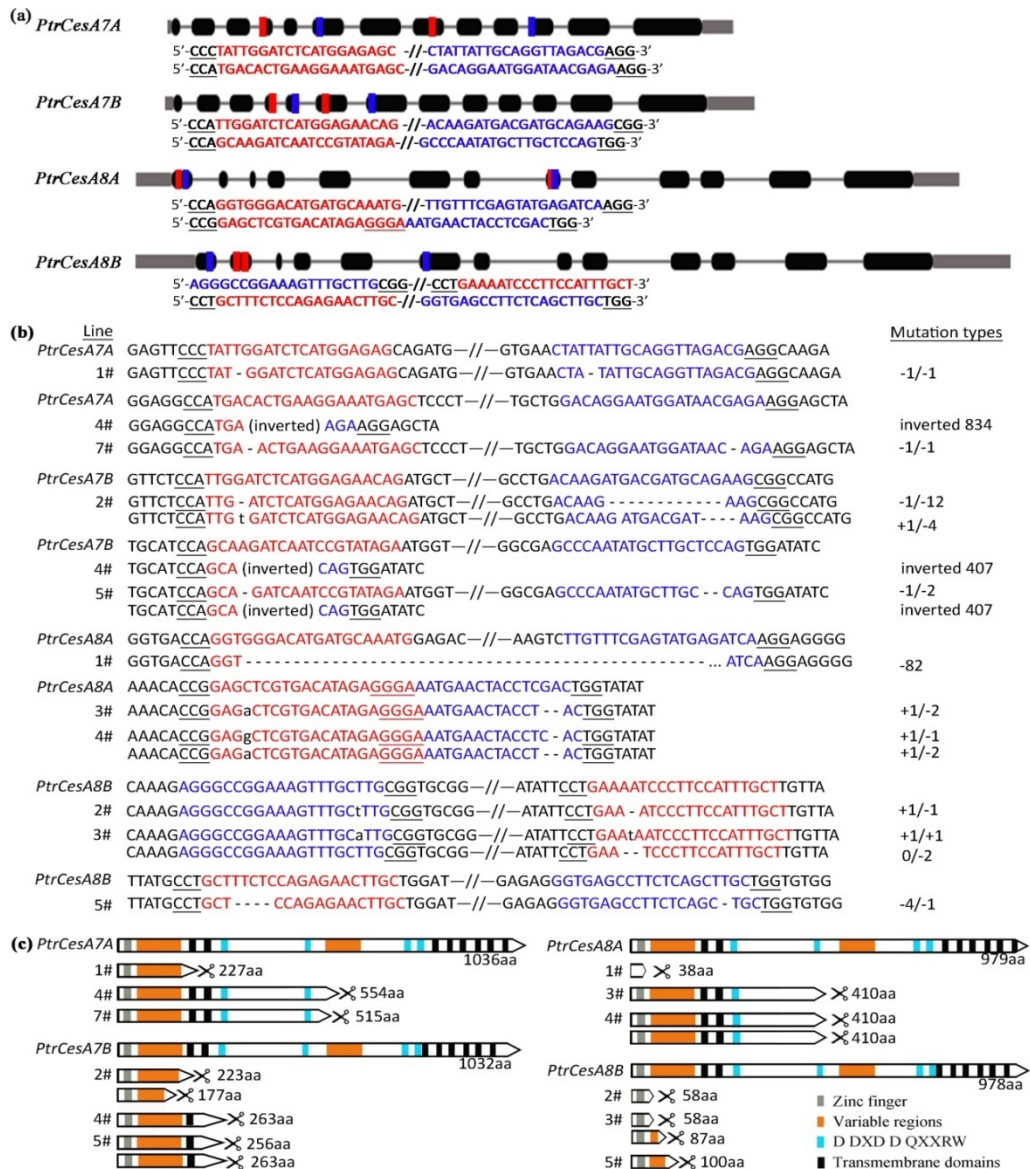 (a)
PtrCesA7A
5'-CCCTATTGGATCTCATGGAGAGC-//-CTATTATTGCAGGTTAGACGAGG-3'
5'-CCATGACACTGAAGGAAATGAGC-//-GACAGGAATGGATAACGAGAAGG-3'
PtrCesA7B
5'-CCATTGGATCTCATGGAGAACAG-//-ACAAGATGACGATGCAGAAGCGG-3'
5'-CCAGCAAGATCAATCCGTATAGA-//-GCCCAATATGCTTGCTCCAGTGG-3'
PtrCesA8A
5'-CCAGGTGGGACATGATGCAAATG-//-TTGTTTCGAGTATGAGATCAAGG-3'
5'-CCGGAGCTCGTGACATAGAGGGAAATGAACTACCTCGACTGG-3'
PtrCesA8B
5'-AGGGCCGGAAAGTTTGCTTGCGG-//-CCTGAAAATCCCTTCCATTTGCT-3'
5'-CCTGCTTTCTCCAGAGAACTTGC-//-GGTGAGCCTTCTCAGCTTGCTGG-3'
(b) Line Mutation types
PtrCesA7A GAGTTCCCTATTGGATCTCATGGAGAGCAGATG—//—GTGAACTATTATTGCAGGTTAGACGAGGCAAGA
1# GAGTTCCCTAT - GGATCTCATGGAGAGCAGATG—//—GTGAACTA - TATTGCAGGTTAGACGAGGCAAGA -1/-1
PtrCesA7A GGAGGCCATGACACTGAAGGAAATGAGCTCCCT—//—TGCTGGACAGGAATGGATAACGAGAAGGAGCTA
4# GGAGGCCATGA (inverted) AGAAGGAGCTA inverted 834
7# GGAGGCCATGA - ACTGAAGGAAATGAGCTCCCT—//—TGCTGGACAGGAATGGATAAC - AGAAGGAGCTA -1/-1
PtrCesA7B GTTCTCCATTGGATCTCATGGAGAACAGATGCT—//—GCCTGACAAGATGACGATGCAGAAGCGGCCATG
2# GTTCTCCATTG - ATCTCATGGAGAACAGATGCT—//—GCCTGACAAG - - - - - - - - - - - - AAGCGGCCATG -1/-12
GTTCTCCATTG t GATCTCATGGAGAACAGATGCT—//—GCCTGACAAG ATGACGAT - - - - AAGCGGCCATG +1/-4
PtrCesA7B TGCATCCAGCAAGATCAATCCGTATAGAATGGT—//—GGCGAGCCCAATATGCTTGCTCCAGTGGATATC
4# TGCATCCAGCA (inverted) CAGTGGATATC inverted 407
5# TGCATCCAGCA - GATCAATCCGTATAGAATGGT—//—GGCGAGCCCAATATGCTTGC - - CAGTGGATATC -1/-2
TGCATCCAGCA (inverted) CAGTGGATATC inverted 407
PtrCesA8A GGTGACCAGGTGGGACATGATGCAAATGGAGAC—//—AAGTCTTGTTTCGAGTATGAGATCAAGGAGGGG
1# GGTGACCAGGT - - - - - - - - - - - - - - - - - - - - - - - - - - - - - - - - - - - - - - - - ... ATCAAGGAGGGG -82
PtrCesA8A AAACACCGGAGCTCGTGACATAGAGGGAAATGAACTACCTCGACTGGTATAT
3# AAACACCGGAGaCTCGTGACATAGAGGGAAATGAACTACCT - - ACTGGTATAT +1/-2
4# AAACACCGGAGgCTCGTGACATAGAGGGAAATGAACTACCTC - ACTGGTATAT +1/-1
AAACACCGGAGaCTCGTGACATAGAGGGAAATGAACTACCT - - ACTGGTATAT +1/-2
PtrCesA8B CAAAGAGGGCCGGAAAGTTTGCTTGCGGTGCGG—//—ATATTCCTGAAAATCCCTTCCATTTGCTTGTTA
2# CAAAGAGGGCCGGAAAGTTTGCtTTGCGGTGCGG—//—ATATTCCTGAA - ATCCCTTCCATTTGCTTGTTA +1/-1
3# CAAAGAGGGCCGGAAAGTTTGCaTTGCGGTGCGG—//—ATATTCCTGAAtAATCCCTTCCATTTGCTTGTTA +1/+1
CAAAGAGGGCCGGAAAGTTTGCTTGCGGTGCGG—//—ATATTCCTGAA - - TCCCTTCCATTTGCTTGTTA 0/-2
PtrCesA8B TTATGCCTGCTTTCTCCAGAGAACTTGCTGGAT—//—GAGAGGGTGAGCCTTCTCAGCTTGCTGGTGTGG
5# TTATGCCTGCT - - - - CCAGAGAACTTGCTGGAT—//—GAGAGGGTGAGCCTTCTCAGC - TGCTGGTGTGG -4/-1
(c)
PtrCesA7A
1036aa
1# 227aa
4# 554aa
7# 515aa
PtrCesA7B
1032aa
2# 223aa
177aa
4# 263aa
5# 256aa
263aa
PtrCesA8A
979aa
1# 38aa
3# 410aa
4# 410aa
410aa
PtrCesA8B
978aa
2# 58aa
3# 58aa
87aa
5# 100aa
Zinc finger
Variable regions
D DXD D QXXRW
Transmembrane domains